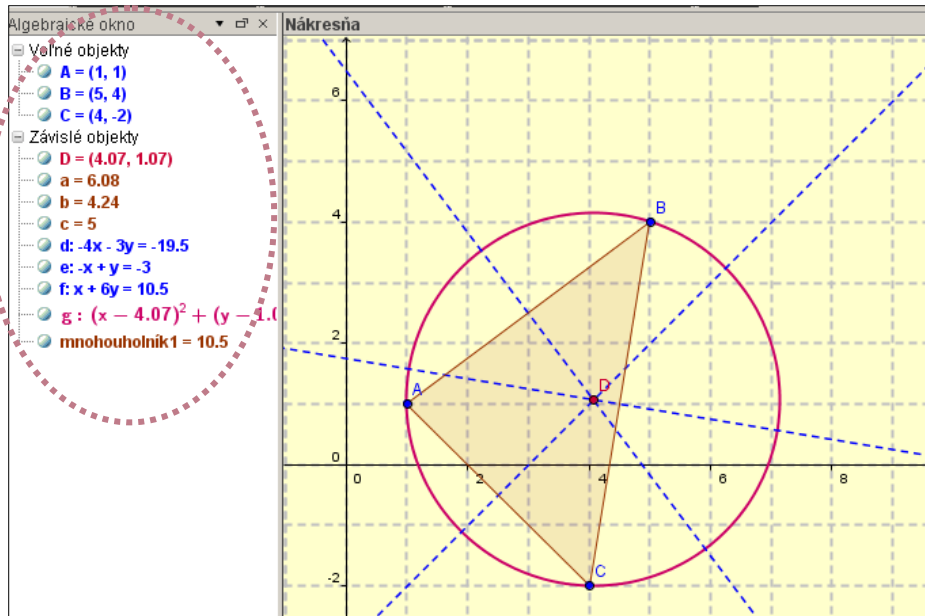 Algebraické okno
Voľné objekty
A = (1, 1)
B = (5, 4)
C = (4, -2)
Závislé objekty
D = (4.07, 1.07)
a = 6.08
b = 4.24
c = 5
d: -4x - 3y = -19.5
e: -x + y = -3
f: x + 6y = 10.5
g : (x − 4.07)² + (y − 1.0
mnohouholník1 = 10.5
Nákresňa
6
B
4
2
A
D
0
0 2 4 6 8
C
-2